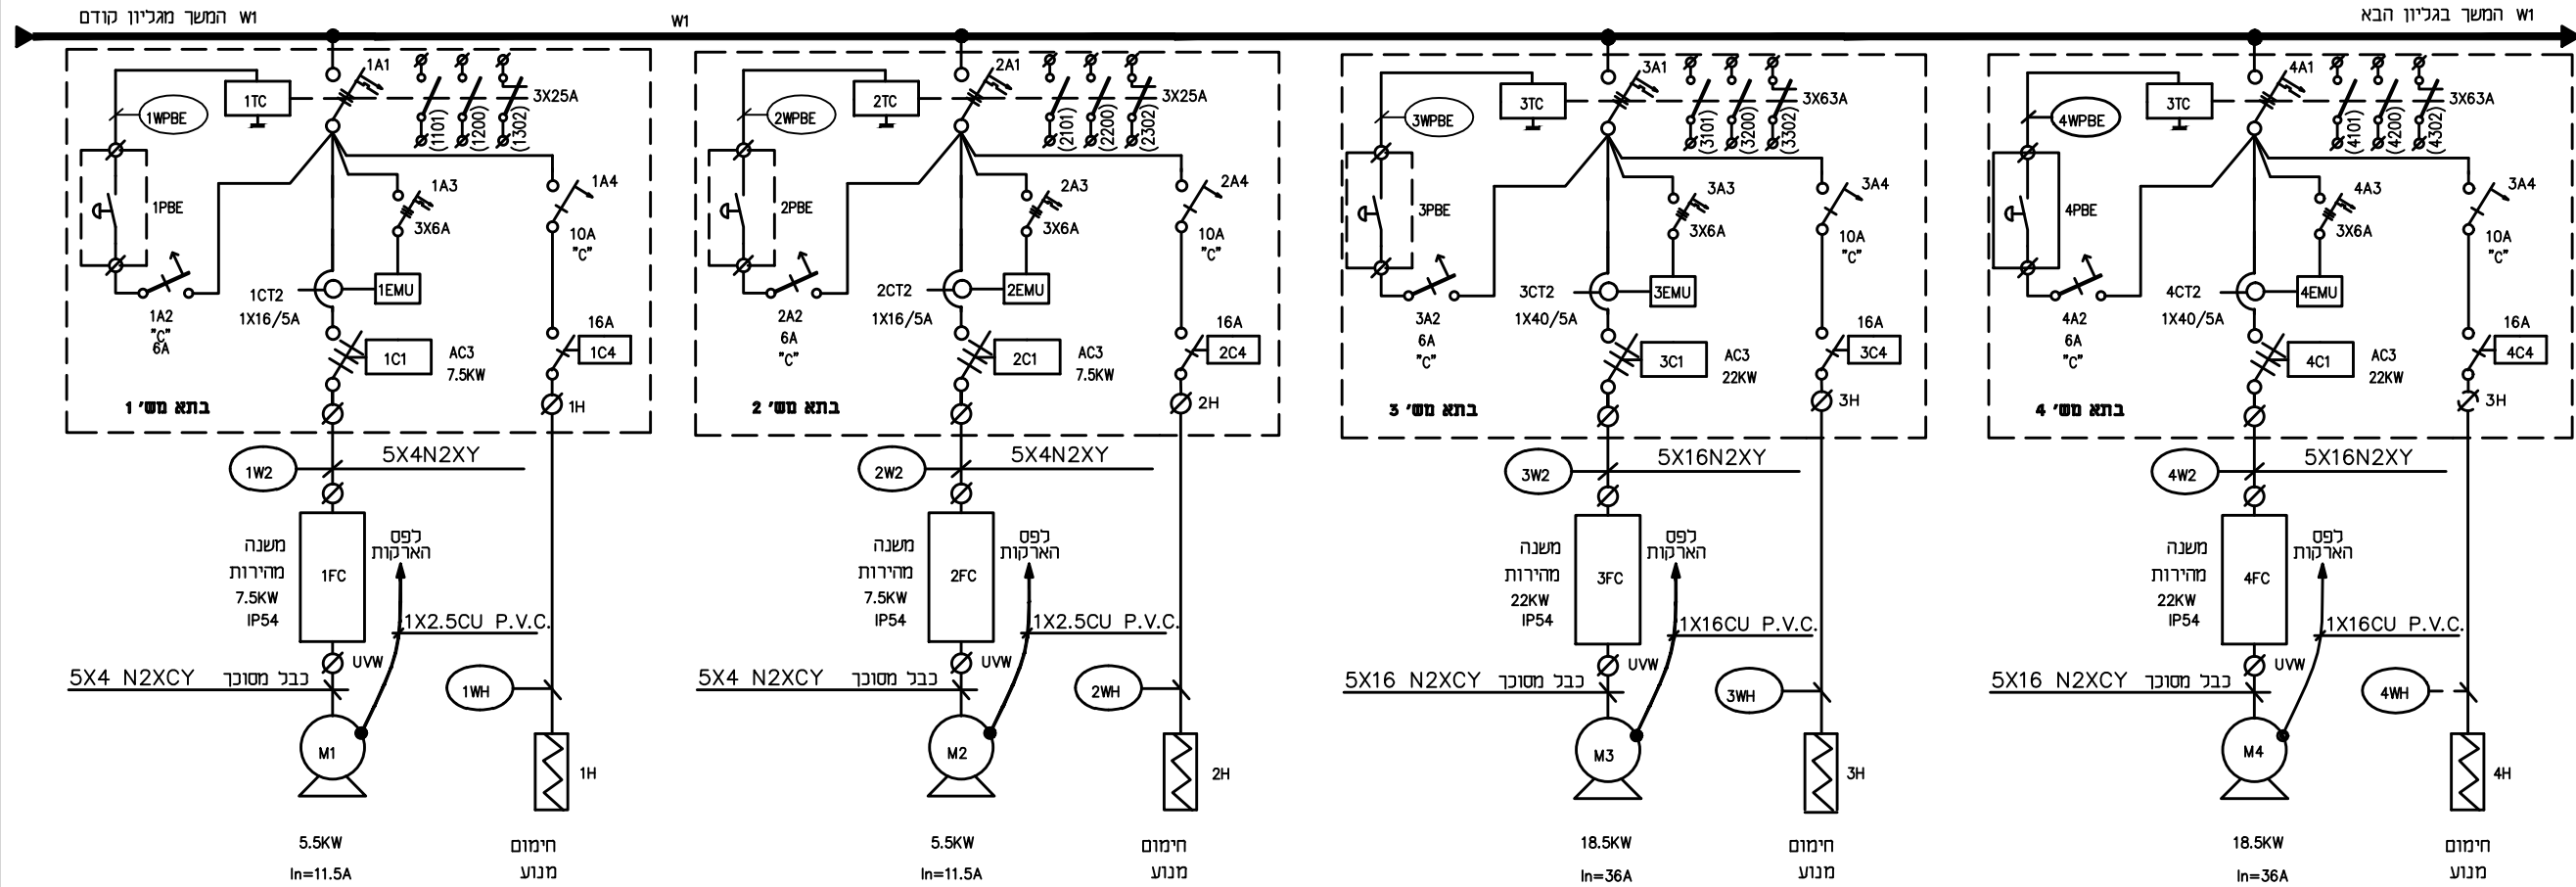 W1 המשך מגליון קודם
W1
W1 המשך בגליון הבא
1A1
1TC
3X25A
1WPBE
(1101)
(1200)
(1302)
1A3
1A4
1PBE
3X6A
10A
"C"
1CT2
1EMU
1X16/5A
1A2
"C"
6A
16A
1C1
AC3
7.5KW
1C4
בתא מס' 1
1H
5X4N2XY
1W2
לפס
הארקות
משנה
מהירות
7.5KW
IP54
1FC
1X2.5CU P.V.C.
UVW
5X4 N2XCY כבל מסוכך
1WH
M1
1H
5.5KW
In=11.5A
חימום
מנוע
2A1
2TC
3X25A
2WPBE
(2101)
(2200)
(2302)
2A3
2A4
2PBE
3X6A
10A
"C"
2CT2
2EMU
1X16/5A
2A2
6A
"C"
16A
2C1
AC3
7.5KW
2C4
בתא מס' 2
2H
5X4N2XY
2W2
לפס
הארקות
משנה
מהירות
7.5KW
IP54
2FC
1X2.5CU P.V.C.
UVW
5X4 N2XCY כבל מסוכך
2WH
M2
2H
5.5KW
In=11.5A
חימום
מנוע
3A1
3TC
3X63A
3WPBE
(3101)
(3200)
(3302)
3A3
3A4
3PBE
3X6A
10A
"C"
3CT2
3EMU
1X40/5A
3A2
6A
"C"
16A
3C1
AC3
22KW
3C4
בתא מס' 3
3H
5X16N2XY
3W2
לפס
הארקות
משנה
מהירות
22KW
IP54
3FC
1X16CU P.V.C.
UVW
5X16 N2XCY כבל מסוכך
3WH
M3
3H
18.5KW
In=36A
חימום
מנוע
4A1
3TC
3X63A
4WPBE
(4101)
(4200)
(4302)
4A3
3A4
4PBE
3X6A
10A
"C"
4CT2
4EMU
1X40/5A
4A2
6A
"C"
16A
4C1
AC3
22KW
4C4
בתא מס' 4
3H
5X16N2XY
4W2
לפס
הארקות
משנה
מהירות
22KW
IP54
4FC
1X16CU P.V.C.
UVW
5X16 N2XCY כבל מסוכך
4WH
M4
4H
18.5KW
In=36A
חימום
מנוע